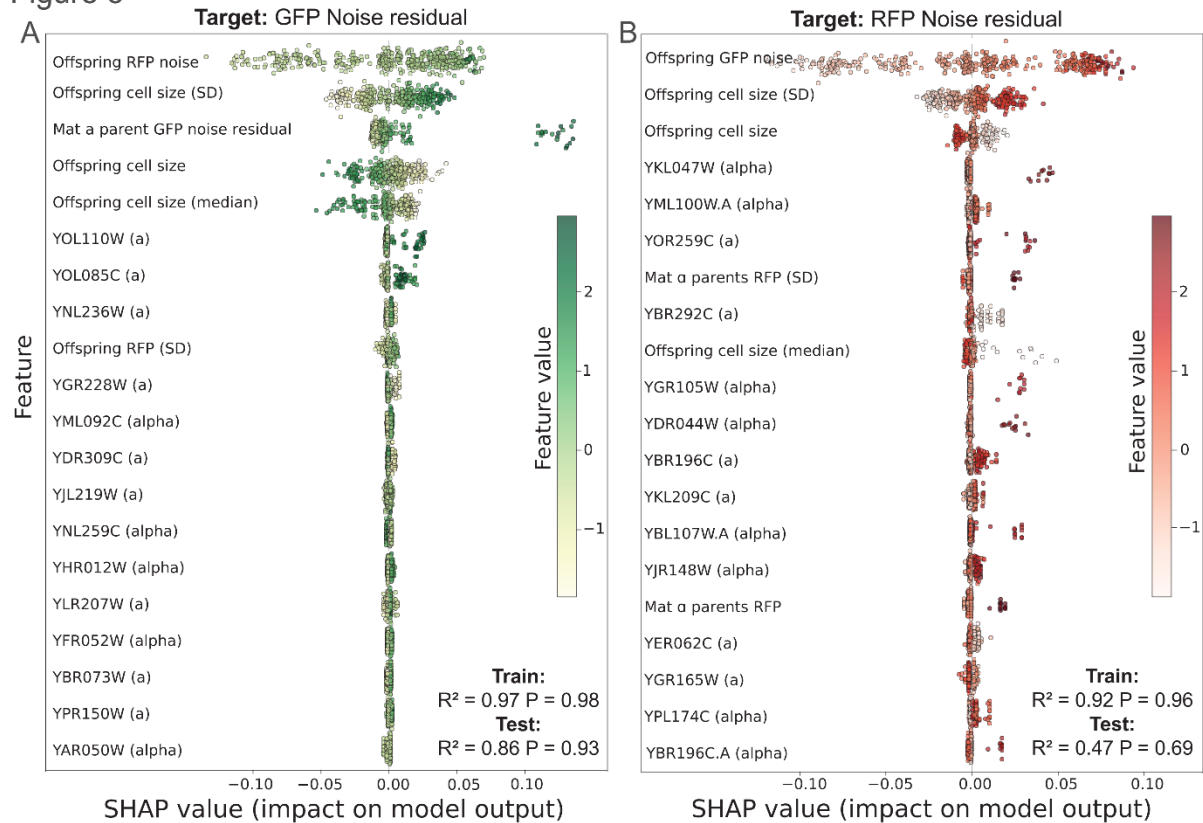 Target: GFP Noise residual
A
Feature
Offspring RFP noise
Offspring cell size (SD)
Mat a parent GFP noise residual
Offspring cell size
Offspring cell size (median)
YOL110W (a)
YOL085C (a)
YNL236W (a)
Offspring RFP (SD)
YGR228W (a)
YML092C (alpha)
YDR309C (a)
YJL219W (a)
YNL259C (alpha)
YHR012W (alpha)
YLR207W (a)
YFR052W (alpha)
YBR073W (a)
YPR150W (a)
YAR050W (alpha)
Feature value
2
1
0
−1
Train:
R² = 0.97 P = 0.98
Test:
R² = 0.86 P = 0.93
−0.10 −0.05 0.00 0.05 0.10
SHAP value (impact on model output)
Target: RFP Noise residual
B
Offspring GFP noise
Offspring cell size (SD)
Offspring cell size
YKL047W (alpha)
YML100W.A (alpha)
YOR259C (a)
Mat α parents RFP (SD)
YBR292C (a)
Offspring cell size (median)
YGR105W (alpha)
YDR044W (alpha)
YBR196C (a)
YKL209C (a)
YBL107W.A (alpha)
YJR148W (alpha)
Mat α parents RFP
YER062C (a)
YGR165W (a)
YPL174C (alpha)
YBR196C.A (alpha)
Feature value
2
1
0
−1
Train:
R² = 0.92 P = 0.96
Test:
R² = 0.47 P = 0.69
−0.10 −0.05 0.00 0.05 0.10
SHAP value (impact on model output)